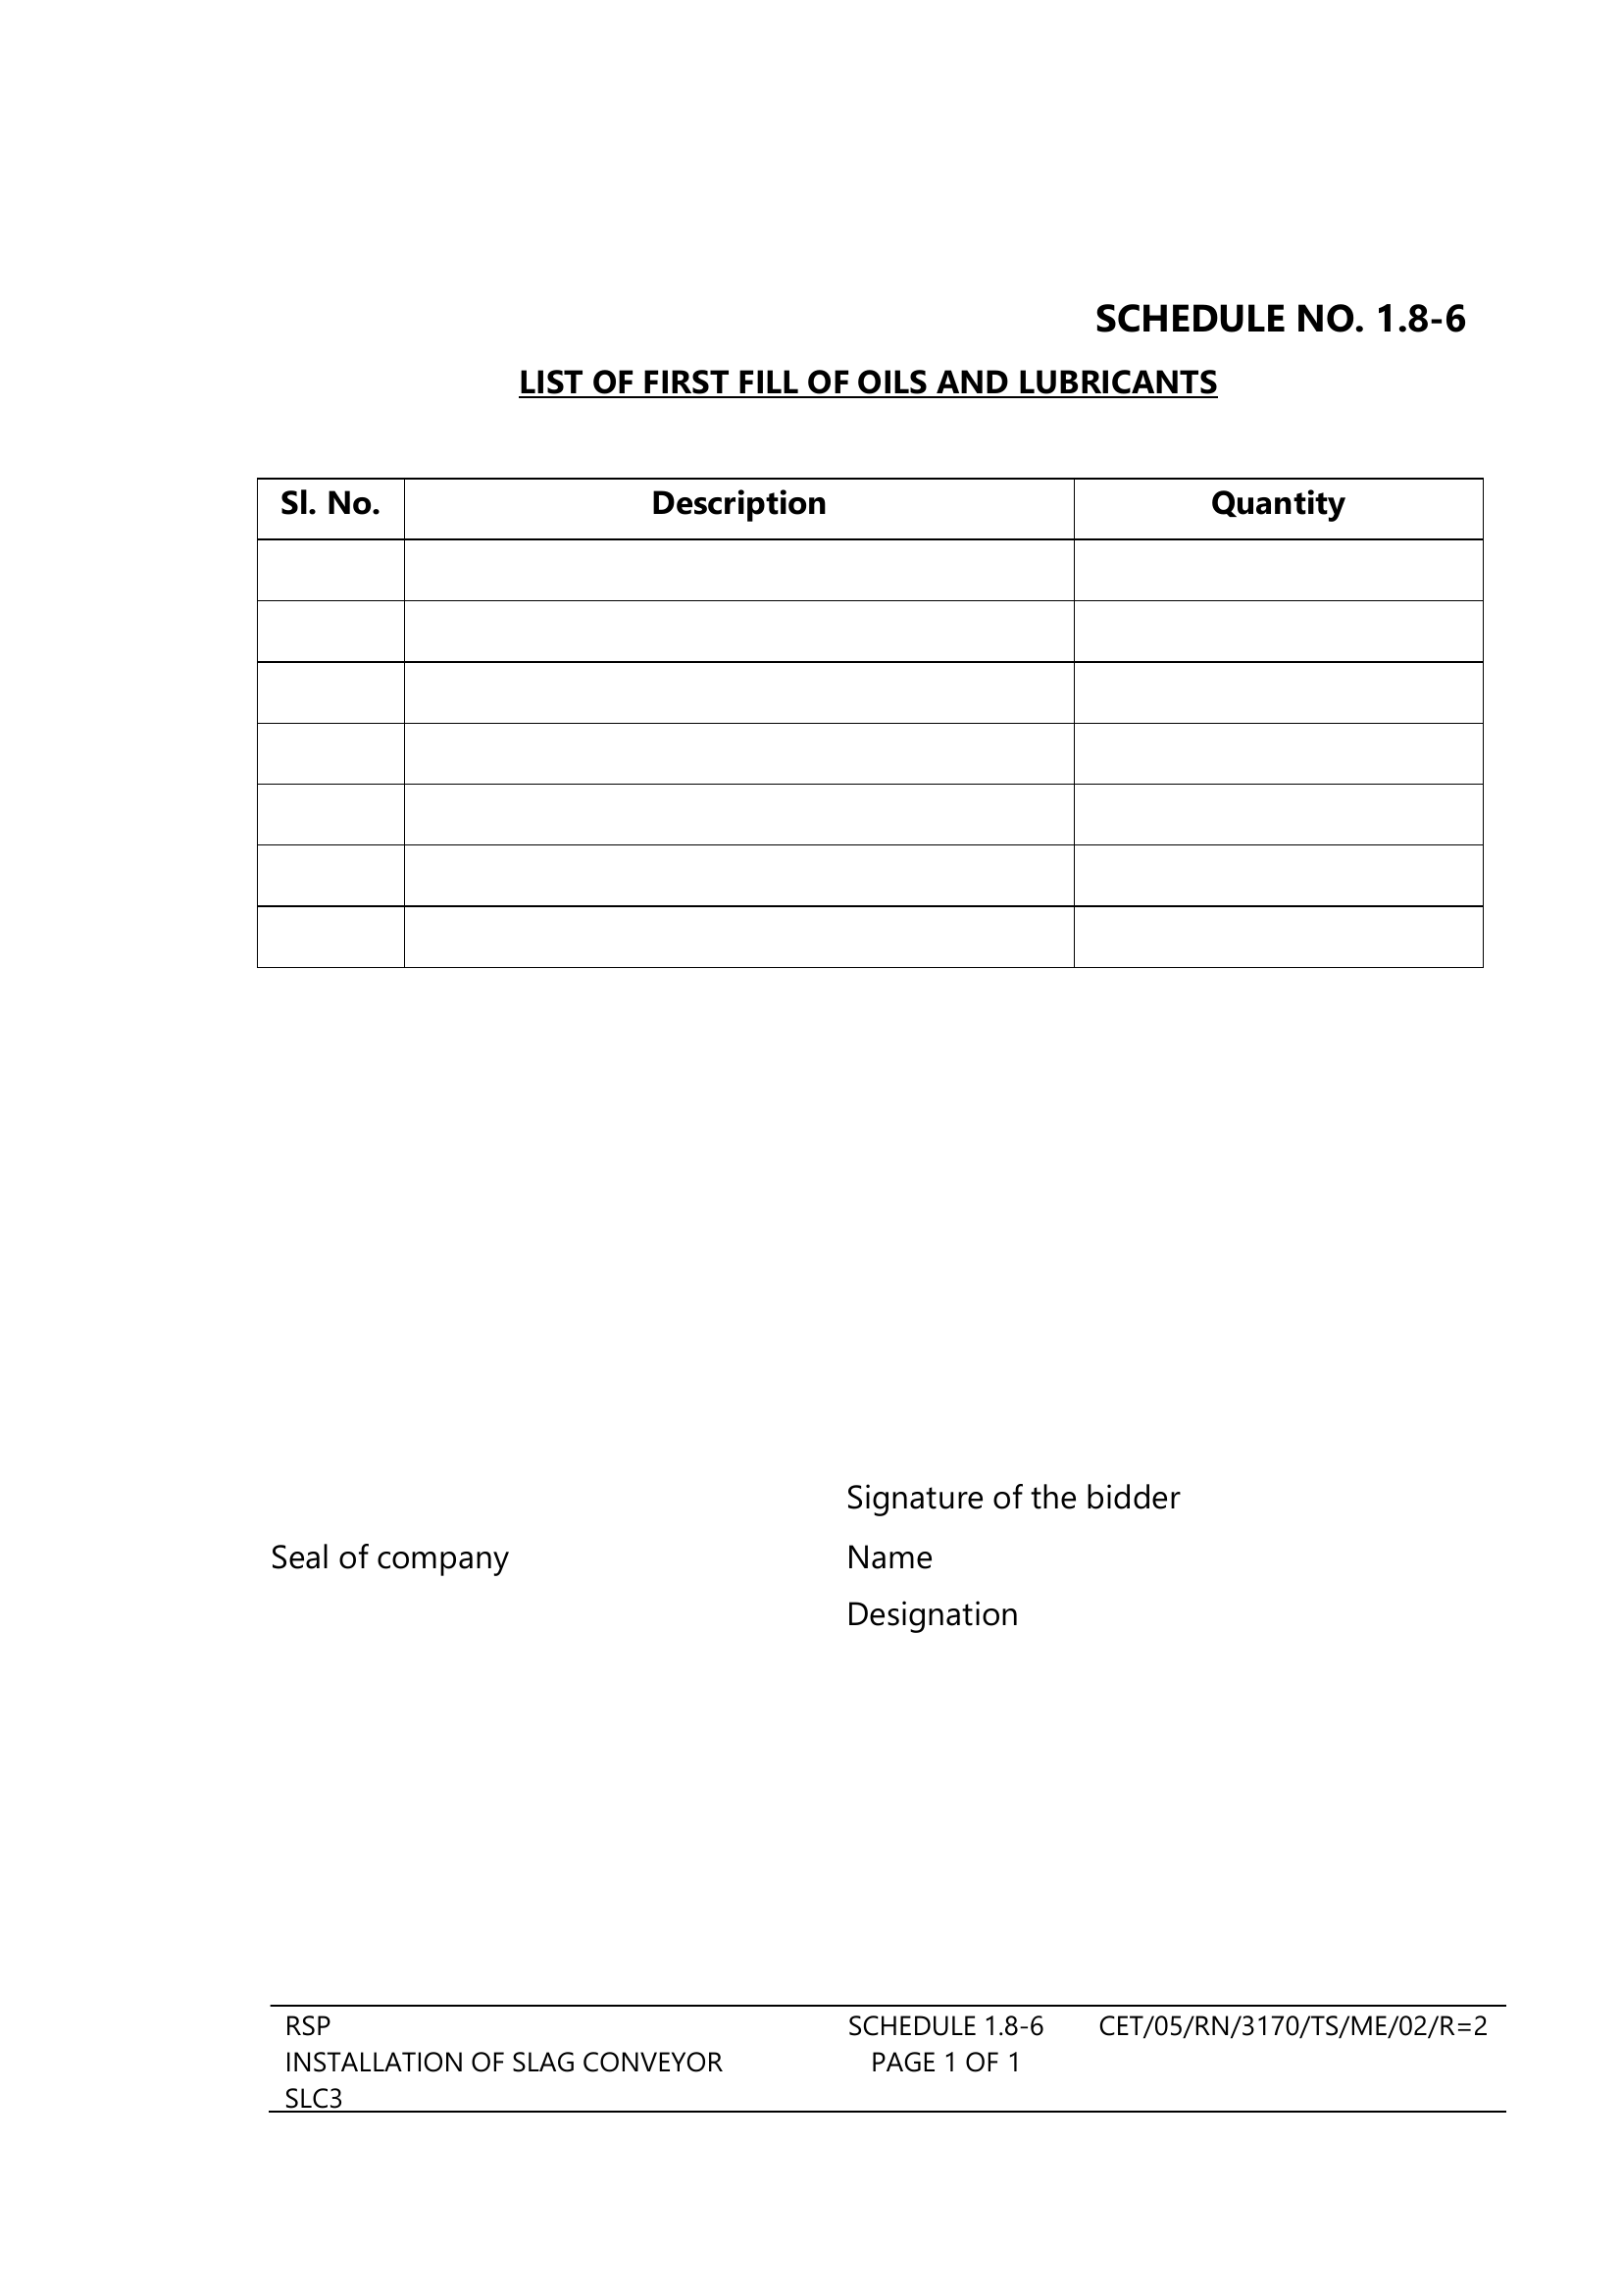 SCHEDULE NO. 1.8-6
LIST OF FIRST FILL OF OILS AND LUBRICANTS
Sl. No. Description Quantity
Signature of the bidder
Seal of company Name
Designation
RSP SCHEDULE 1.8-6 CET/05/RN/3170/TS/ME/02/R=2
INSTALLATION OF SLAG CONVEYOR PAGE 1 OF 1
SLC3